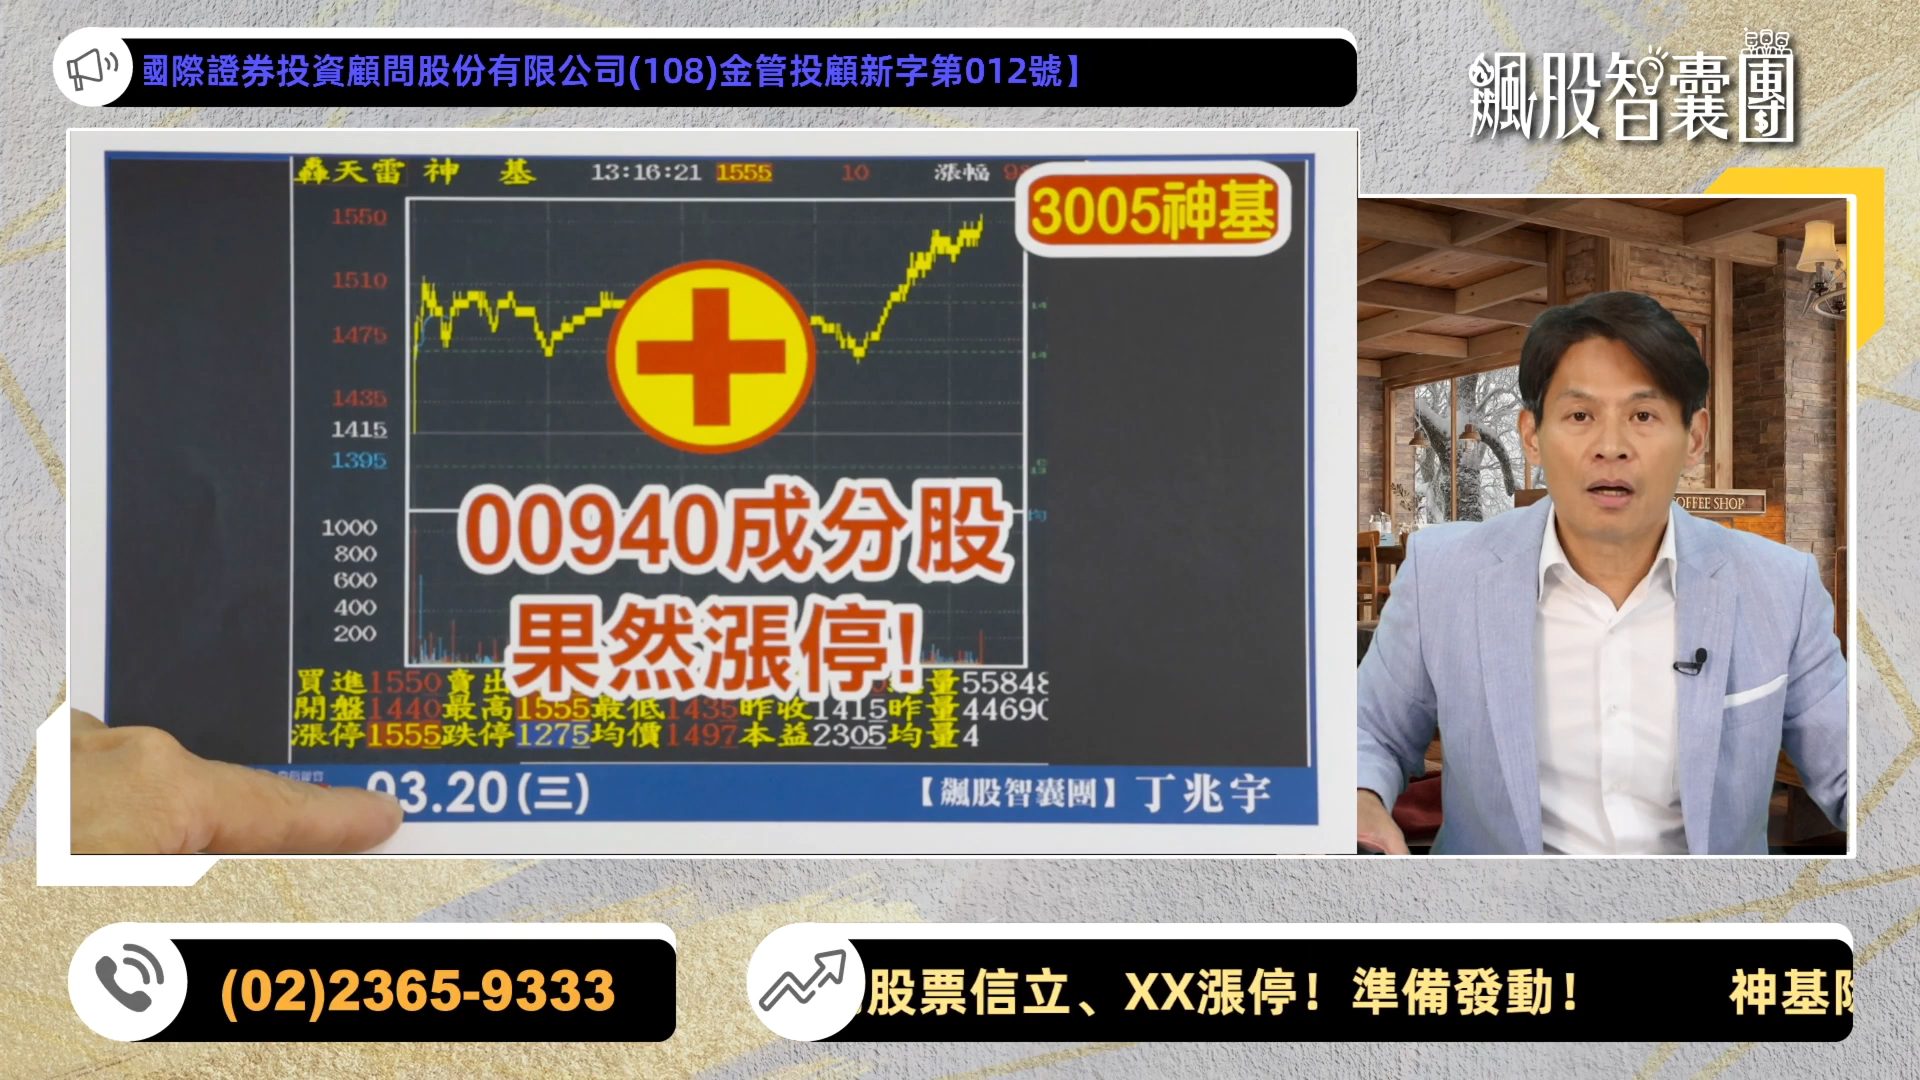 國際證券投資顧問股份有限公司(108)金管投顧新字第012號】
飆股智囊團
轟天雷 神 基 13:16:21 1555 10 漲幅
3005神基
1550
1510
1475
1435
1415
1395
1000
800
600
400
200
OFFEE SHOP
00940成分股
果然漲停!
買進1550賣出 量55848
開盤1440最高1555最低1435昨收1415昨量44690
漲停1555跌停1275均價1497本益2305均量4
03.20(三) 【飆股智囊團】丁兆宇
(02)2365-9333
股票信立、XX漲停! 準備發動! 神基